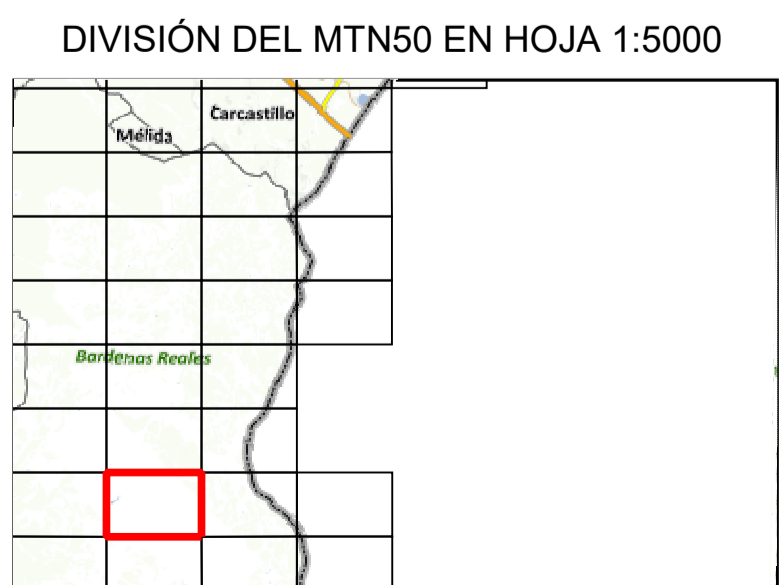 DIVISIÓN DEL MTN50 EN HOJA 1:5000
Carcastillo
Mélida
Bardenas Reales